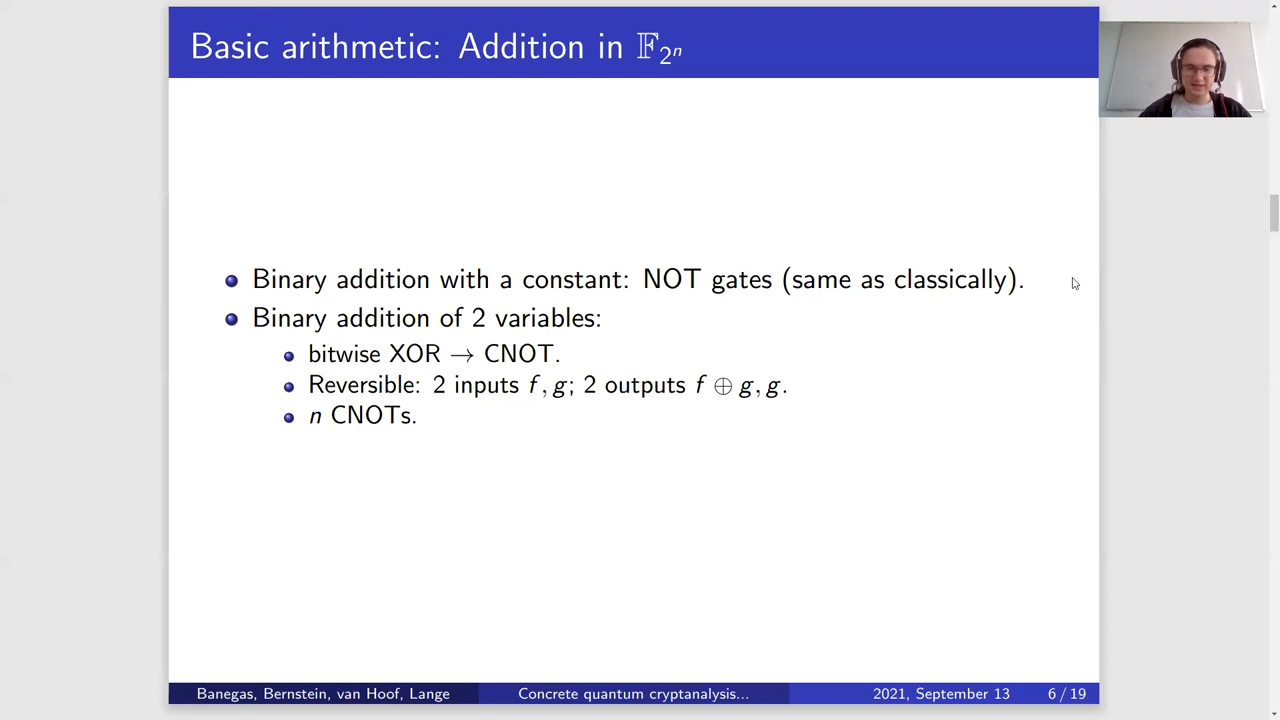 Basic arithmetic: Addition in 𝔽₂ⁿ
Binary addition with a constant: NOT gates (same as classically).
Binary addition of 2 variables:
bitwise XOR → CNOT.
Reversible: 2 inputs f, g; 2 outputs f ⊕ g, g.
n CNOTs.
Banegas, Bernstein, van Hoof, Lange Concrete quantum cryptanalysis... 2021, September 13 6 / 19